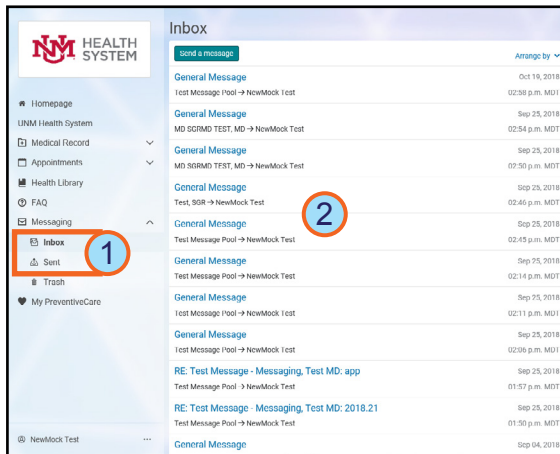 NM HEALTH
SYSTEM
Homepage
UNM Health System
Medical Record
Appointments
Health Library
FAQ
Messaging
Inbox
Sent
Trash
My PreventiveCare
NewMock Test
1
Inbox
Send a message
Arrange by
General Message
Oct 19, 2018
Test Message Pool → NewMock Test
02:58 p.m. MDT
General Message
Sep 25, 2018
MD SGRMD TEST, MD → NewMock Test
02:54 p.m. MDT
General Message
Sep 25, 2018
MD SGRMD TEST, MD → NewMock Test
02:50 p.m. MDT
General Message
Sep 25, 2018
Test, SGR → NewMock Test
02:46 p.m. MDT
2
General Message
Sep 25, 2018
Test Message Pool → NewMock Test
02:45 p.m. MDT
General Message
Sep 25, 2018
Test Message Pool → NewMock Test
02:14 p.m. MDT
General Message
Sep 25, 2018
Test Message Pool → NewMock Test
02:11 p.m. MDT
General Message
Sep 25, 2018
Test Message Pool → NewMock Test
02:06 p.m. MDT
RE: Test Message - Messaging, Test MD: app
Sep 25, 2018
Test Message Pool → NewMock Test
01:57 p.m. MDT
RE: Test Message - Messaging, Test MD: 2018.21
Sep 25, 2018
Test Message Pool → NewMock Test
01:50 p.m. MDT
General Message
Sep 04, 2018